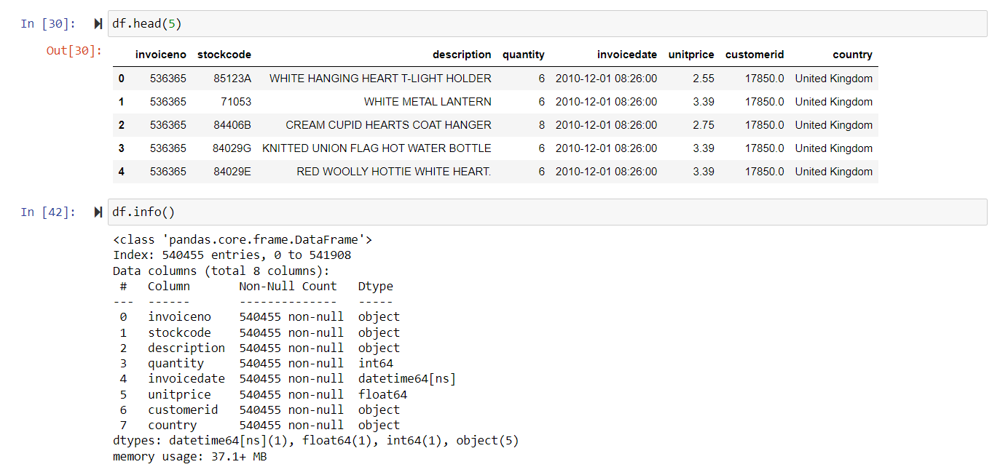 In [30]: df.head(5)
Out[30]:
invoiceno stockcode description quantity invoicedate unitprice customerid country
0 536365 85123A WHITE HANGING HEART T-LIGHT HOLDER 6 2010-12-01 08:26:00 2.55 17850.0 United Kingdom
1 536365 71053 WHITE METAL LANTERN 6 2010-12-01 08:26:00 3.39 17850.0 United Kingdom
2 536365 84406B CREAM CUPID HEARTS COAT HANGER 8 2010-12-01 08:26:00 2.75 17850.0 United Kingdom
3 536365 84029G KNITTED UNION FLAG HOT WATER BOTTLE 6 2010-12-01 08:26:00 3.39 17850.0 United Kingdom
4 536365 84029E RED WOOLLY HOTTIE WHITE HEART. 6 2010-12-01 08:26:00 3.39 17850.0 United Kingdom
In [42]: df.info()
<class 'pandas.core.frame.DataFrame'>
Index: 540455 entries, 0 to 541908
Data columns (total 8 columns):
# Column Non-Null Count Dtype
--- ------ -------------- -----
0 invoiceno 540455 non-null object
1 stockcode 540455 non-null object
2 description 540455 non-null object
3 quantity 540455 non-null int64
4 invoicedate 540455 non-null datetime64[ns]
5 unitprice 540455 non-null float64
6 customerid 540455 non-null object
7 country 540455 non-null object
dtypes: datetime64[ns](1), float64(1), int64(1), object(5)
memory usage: 37.1+ MB